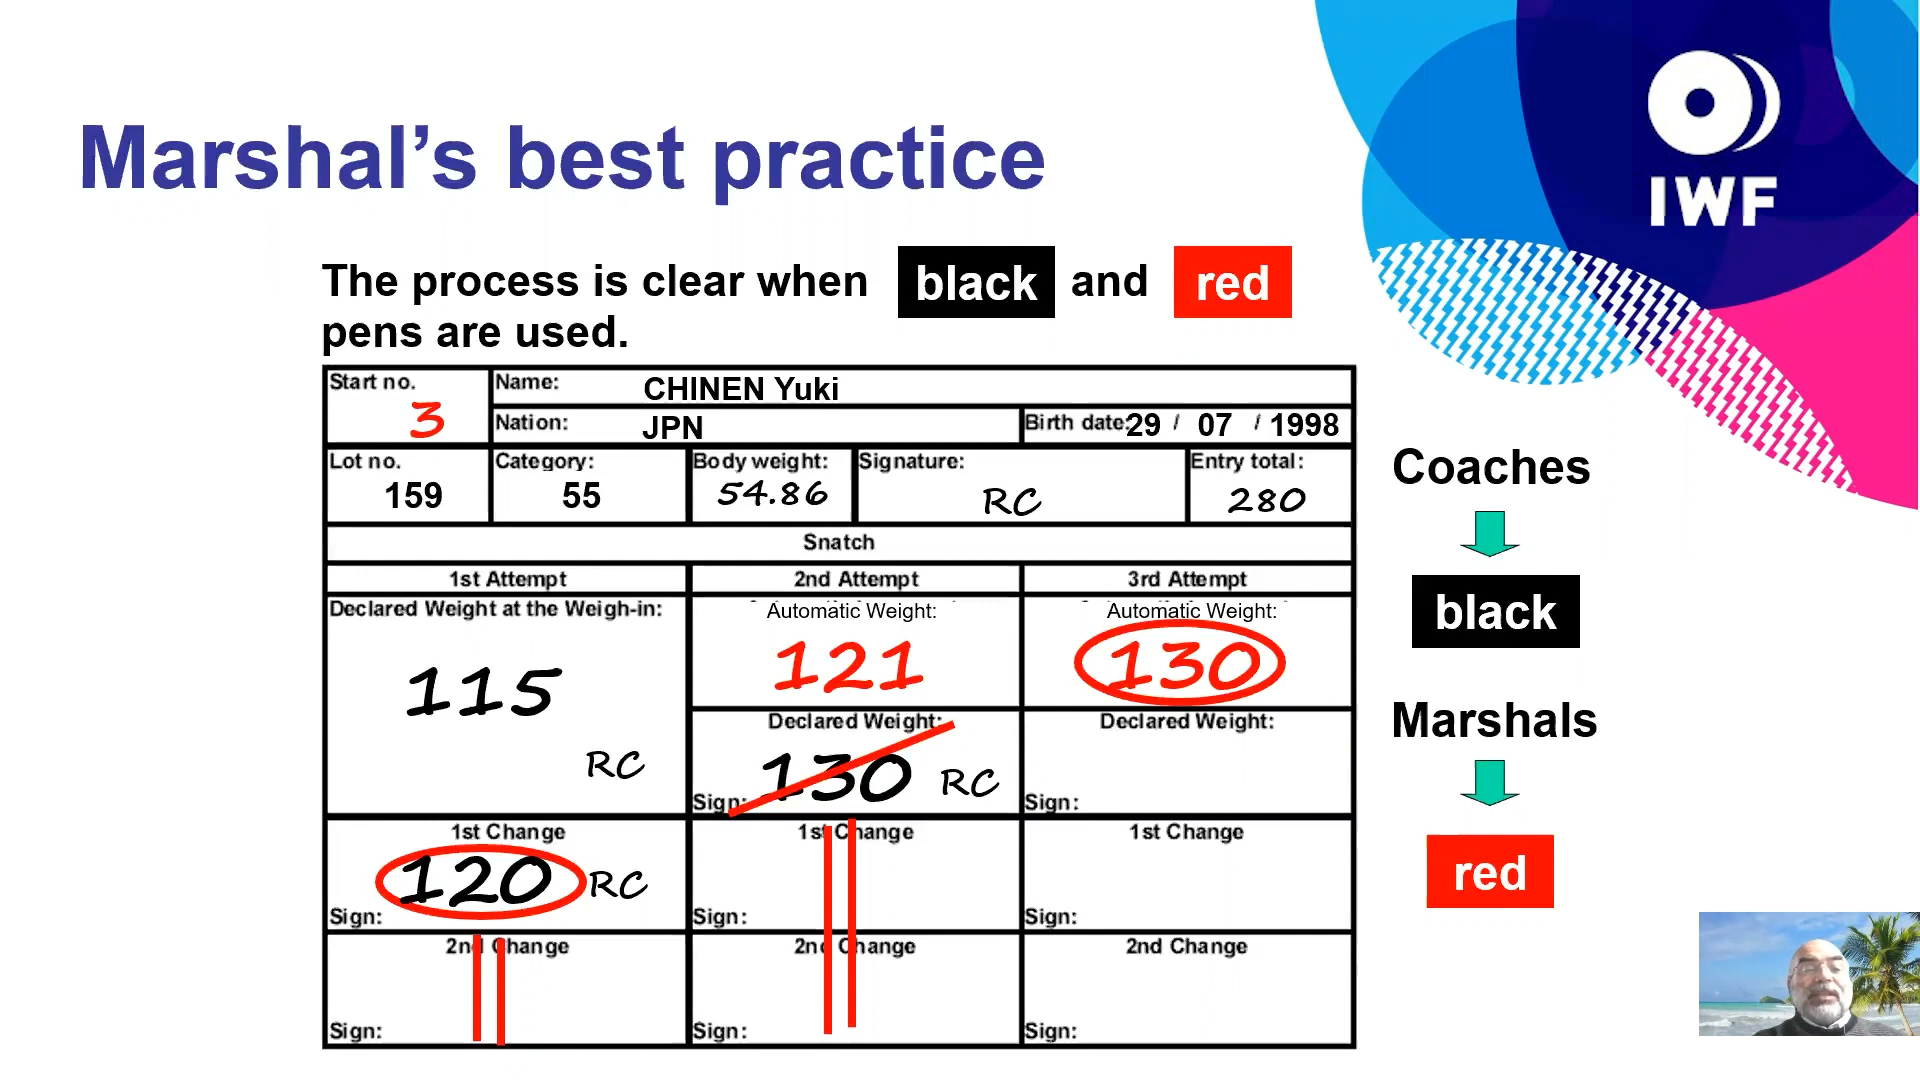 IWF
Marshal’s best practice
The process is clear when black and red
pens are used.
Start no. 3
Name: CHINEN Yuki
Nation: JPN
Birth date: 29 / 07 / 1998
Lot no. 159
Category: 55
Body weight: 54.86
Signature: RC
Entry total: 280
Snatch
1st Attempt
2nd Attempt
3rd Attempt
Declared Weight at the Weigh-in:
115
RC
Automatic Weight:
121
Automatic Weight:
130
Declared Weight:
130 RC
Sign:
Declared Weight:
Sign:
1st Change
120 RC
Sign:
1st Change
Sign:
1st Change
Sign:
2nd Change
Sign:
2nd Change
Sign:
2nd Change
Sign:
Coaches
black
Marshals
red